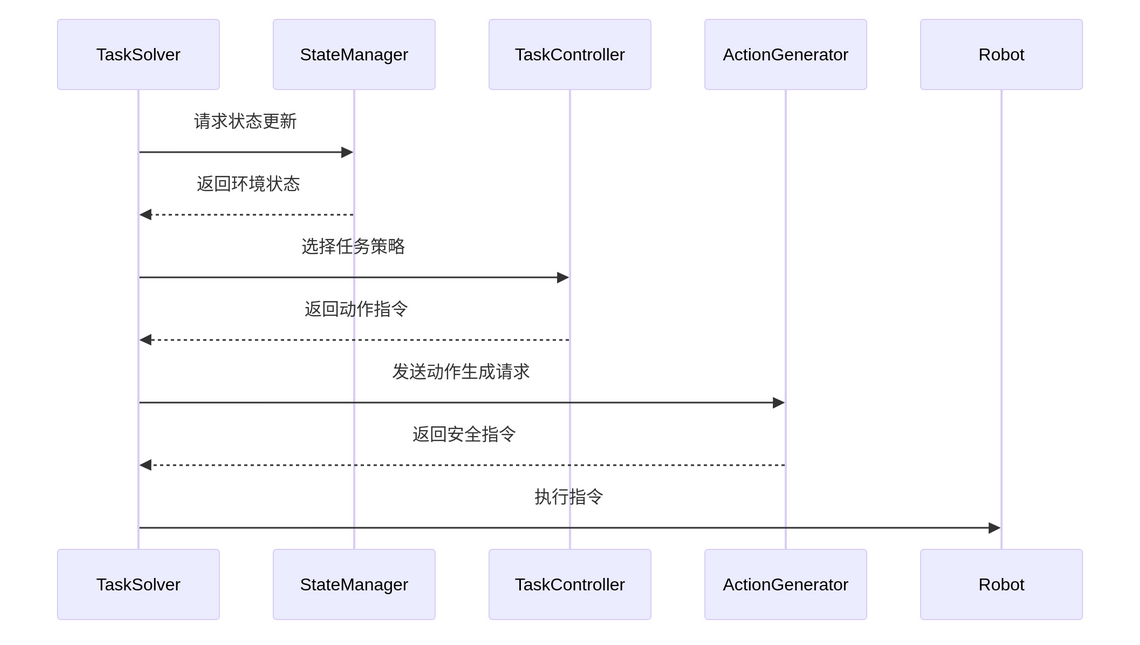 TaskSolver
StateManager
TaskController
ActionGenerator
Robot
请求状态更新
返回环境状态
选择任务策略
返回动作指令
发送动作生成请求
返回安全指令
执行指令
TaskSolver
StateManager
TaskController
ActionGenerator
Robot